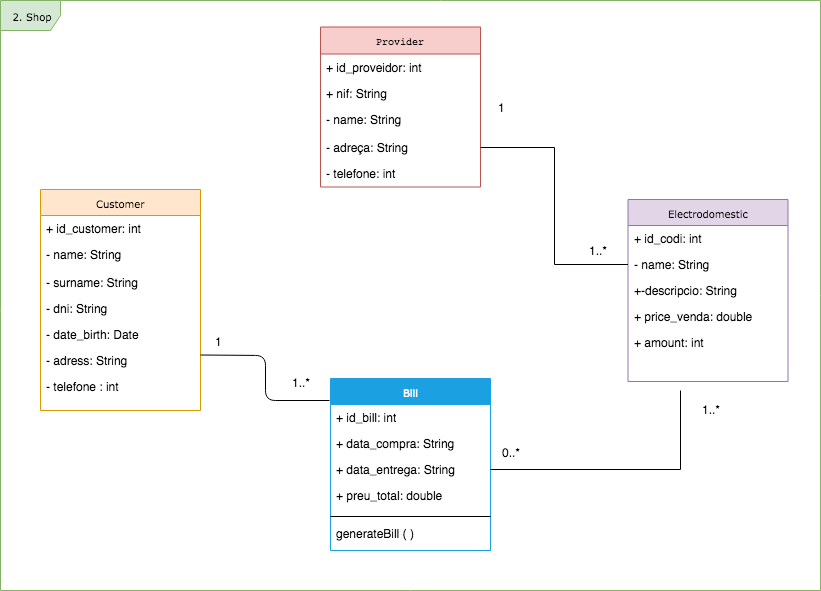 2. Shop
Provider
+ id_proveidor: int
+ nif: String
- name: String
- adreça: String
- telefone: int
1
1..*
Customer
+ id_customer: int
- name: String
- surname: String
- dni: String
- date_birth: Date
- adress: String
- telefone : int
1
1..*
Electrodomestic
+ id_codi: int
- name: String
+-descripcio: String
+ price_venda: double
+ amount: int
1..*
0..*
Bill
+ id_bill: int
+ data_compra: String
+ data_entrega: String
+ preu_total: double
generateBill ( )